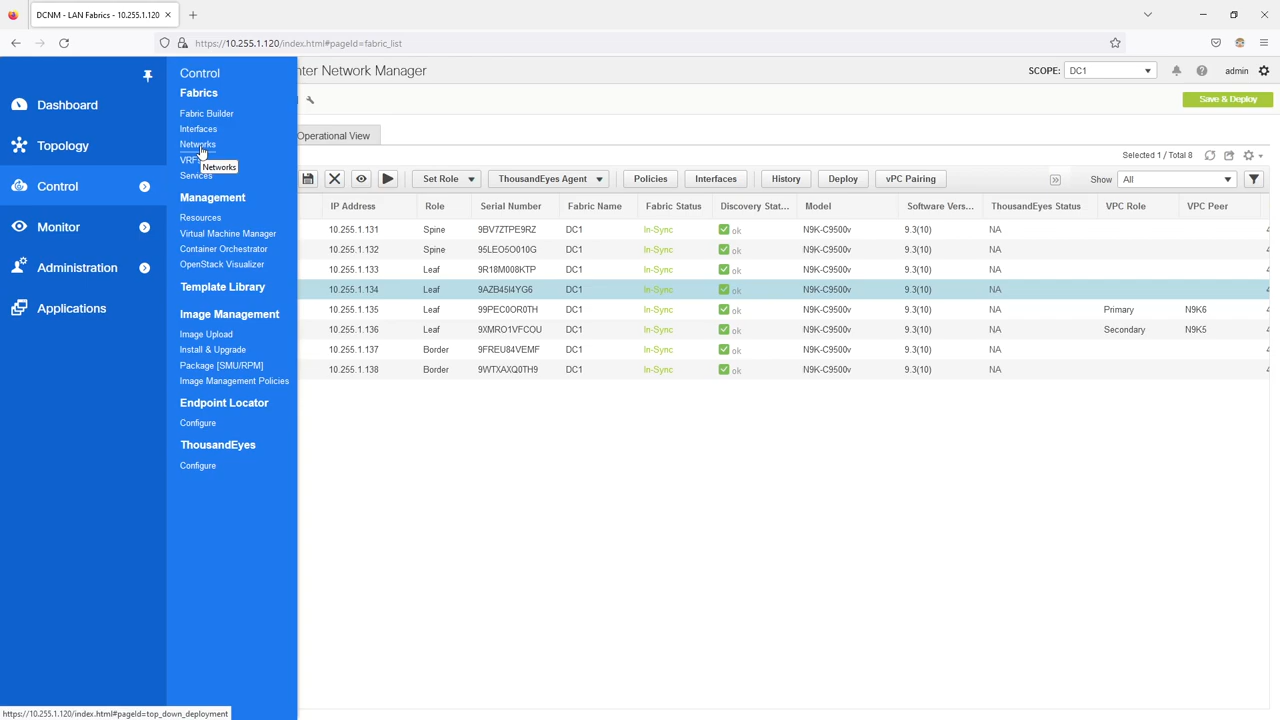 DCNM - LAN Fabrics - 10.255.1.120
https://10.255.1.120/index.html#pageId=fabric_list
Control
nter Network Manager
SCOPE: DC1
admin
Dashboard
Fabrics
Fabric Builder
Save & Deploy
Interfaces
Operational View
Topology
Networks
Networks
Selected 1 / Total 8
Services
Set Role
ThousandEyes Agent
Policies
Interfaces
History
Deploy
vPC Pairing
Show All
Control
Management
Resources
Virtual Machine Manager
Monitor
Container Orchestrator
OpenStack Visualizer
Administration
Template Library
Applications
Image Management
Image Upload
Install & Upgrade
Package [SMU/RPM]
Image Management Policies
Endpoint Locator
Configure
ThousandEyes
Configure
IP Address Role Serial Number Fabric Name Fabric Status Discovery Stat... Model Software Vers... ThousandEyes Status VPC Role VPC Peer
10.255.1.131 Spine 9BV7ZTPE9RZ DC1 In-Sync ok N9K-C9500v 9.3(10) NA
10.255.1.132 Spine 95LEO5O010G DC1 In-Sync ok N9K-C9500v 9.3(10) NA
10.255.1.133 Leaf 9R18M008KTP DC1 In-Sync ok N9K-C9500v 9.3(10) NA
10.255.1.134 Leaf 9AZB45I4YG6 DC1 In-Sync ok N9K-C9500v 9.3(10) NA
10.255.1.135 Leaf 99PEC0OR0TH DC1 In-Sync ok N9K-C9500v 9.3(10) NA Primary N9K6
10.255.1.136 Leaf 9XMRO1VFCOU DC1 In-Sync ok N9K-C9500v 9.3(10) NA Secondary N9K5
10.255.1.137 Border 9FREU84VEMF DC1 In-Sync ok N9K-C9500v 9.3(10) NA
10.255.1.138 Border 9WTXAXQ0TH9 DC1 In-Sync ok N9K-C9500v 9.3(10) NA
https://10.255.1.120/index.html#pageId=top_down_deployment